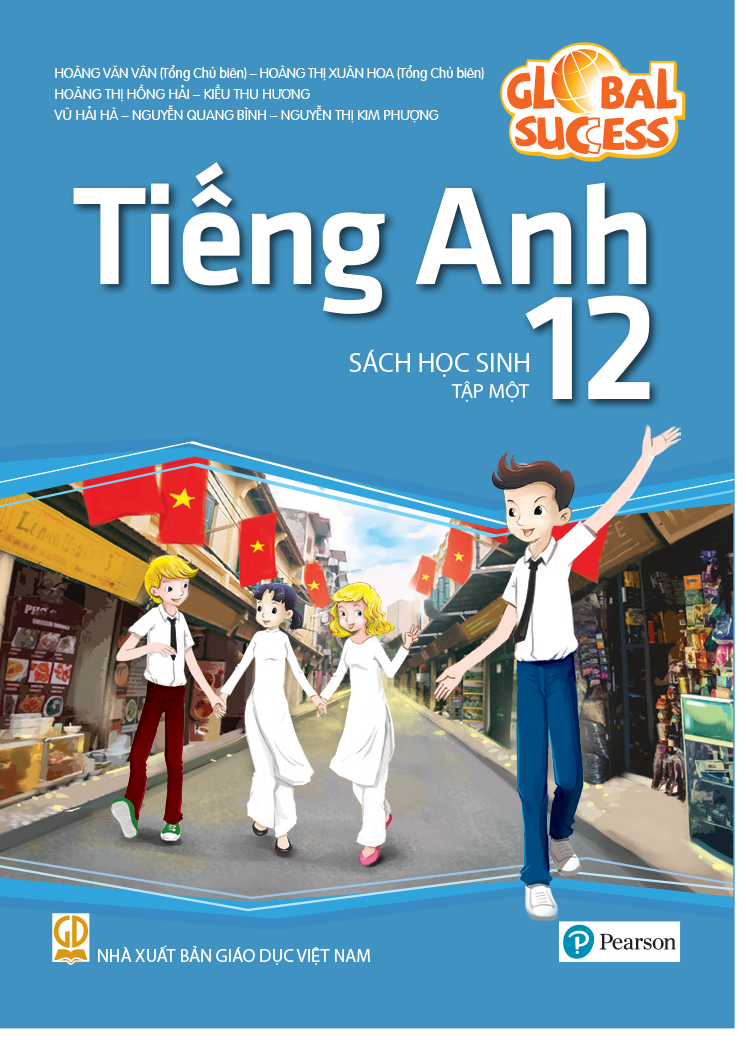 HOÀNG VĂN VÂN (Tổng Chủ biên) – HOÀNG THỊ XUÂN HOA (Tổng Chủ biên)
HOÀNG THỊ HỒNG HẢI – KIỀU THU HƯƠNG
VŨ HẢI HÀ – NGUYỄN QUANG BÌNH – NGUYỄN THỊ KIM PHƯỢNG
GLOBAL
SUCCESS
Tiếng Anh
12
SÁCH HỌC SINH
TẬP MỘT
GD
NHÀ XUẤT BẢN GIÁO DỤC VIỆT NAM
P Pearson